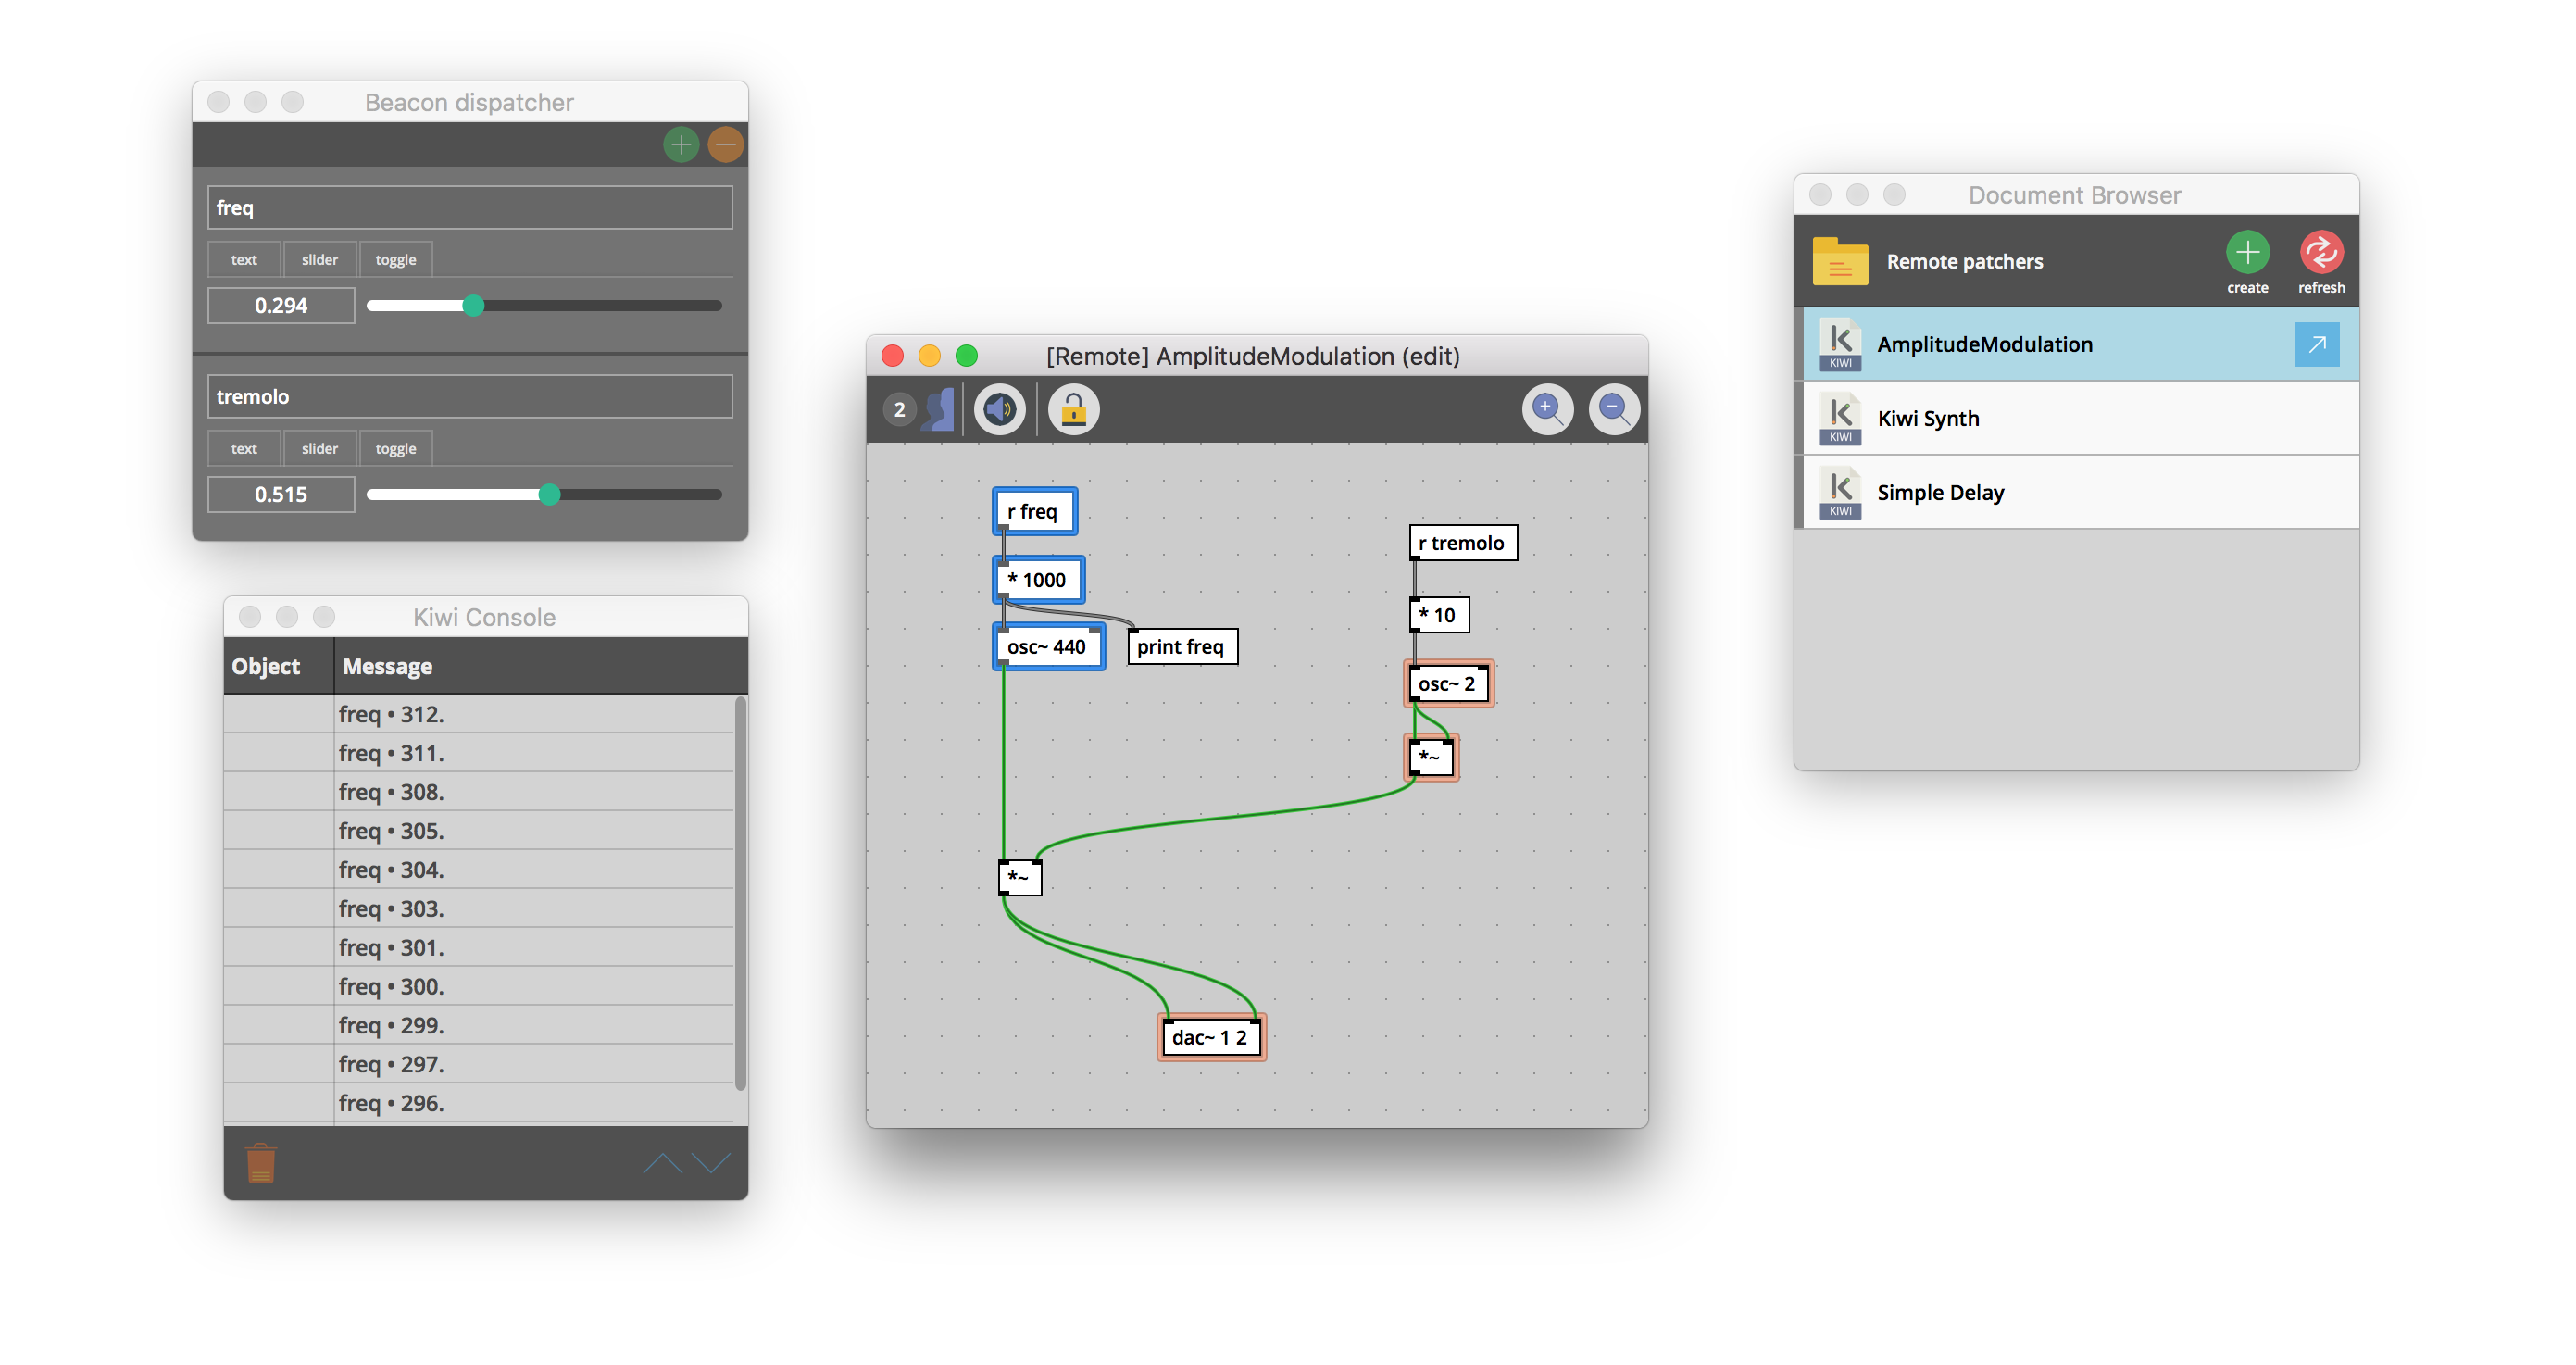 Beacon dispatcher
freq
text slider toggle
0.294
tremolo
text slider toggle
0.515
Kiwi Console
Object Message
freq • 312.
freq • 311.
freq • 308.
freq • 305.
freq • 304.
freq • 303.
freq • 301.
freq • 300.
freq • 299.
freq • 297.
freq • 296.
[Remote] AmplitudeModulation (edit)
2
r freq
* 1000
osc~ 440
print freq
r tremolo
* 10
osc~ 2
*~
*~
dac~ 1 2
Document Browser
Remote patchers
create
refresh
K KIWI AmplitudeModulation
K KIWI Kiwi Synth
K KIWI Simple Delay